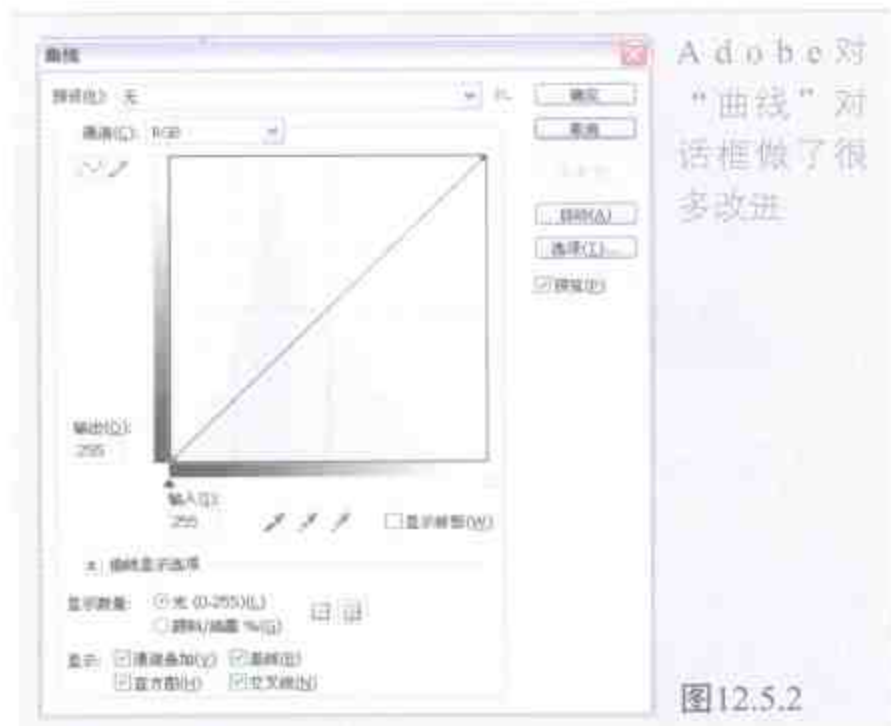 曲线
Adobe对
“曲线”对
话框做了很
多改进
预设(R): 无
确定
通道(C): RGB
取消
自动(A)
选项(T)...
预览(P)
输出(O):
255
输入(I):
255
显示修剪(W)
曲线显示选项
显示数量: 光 (0-255)(L)
颜料/油墨 %(G)
显示: 通道叠加(V) 基线(B)
直方图(H) 交叉线(N)
图12.5.2